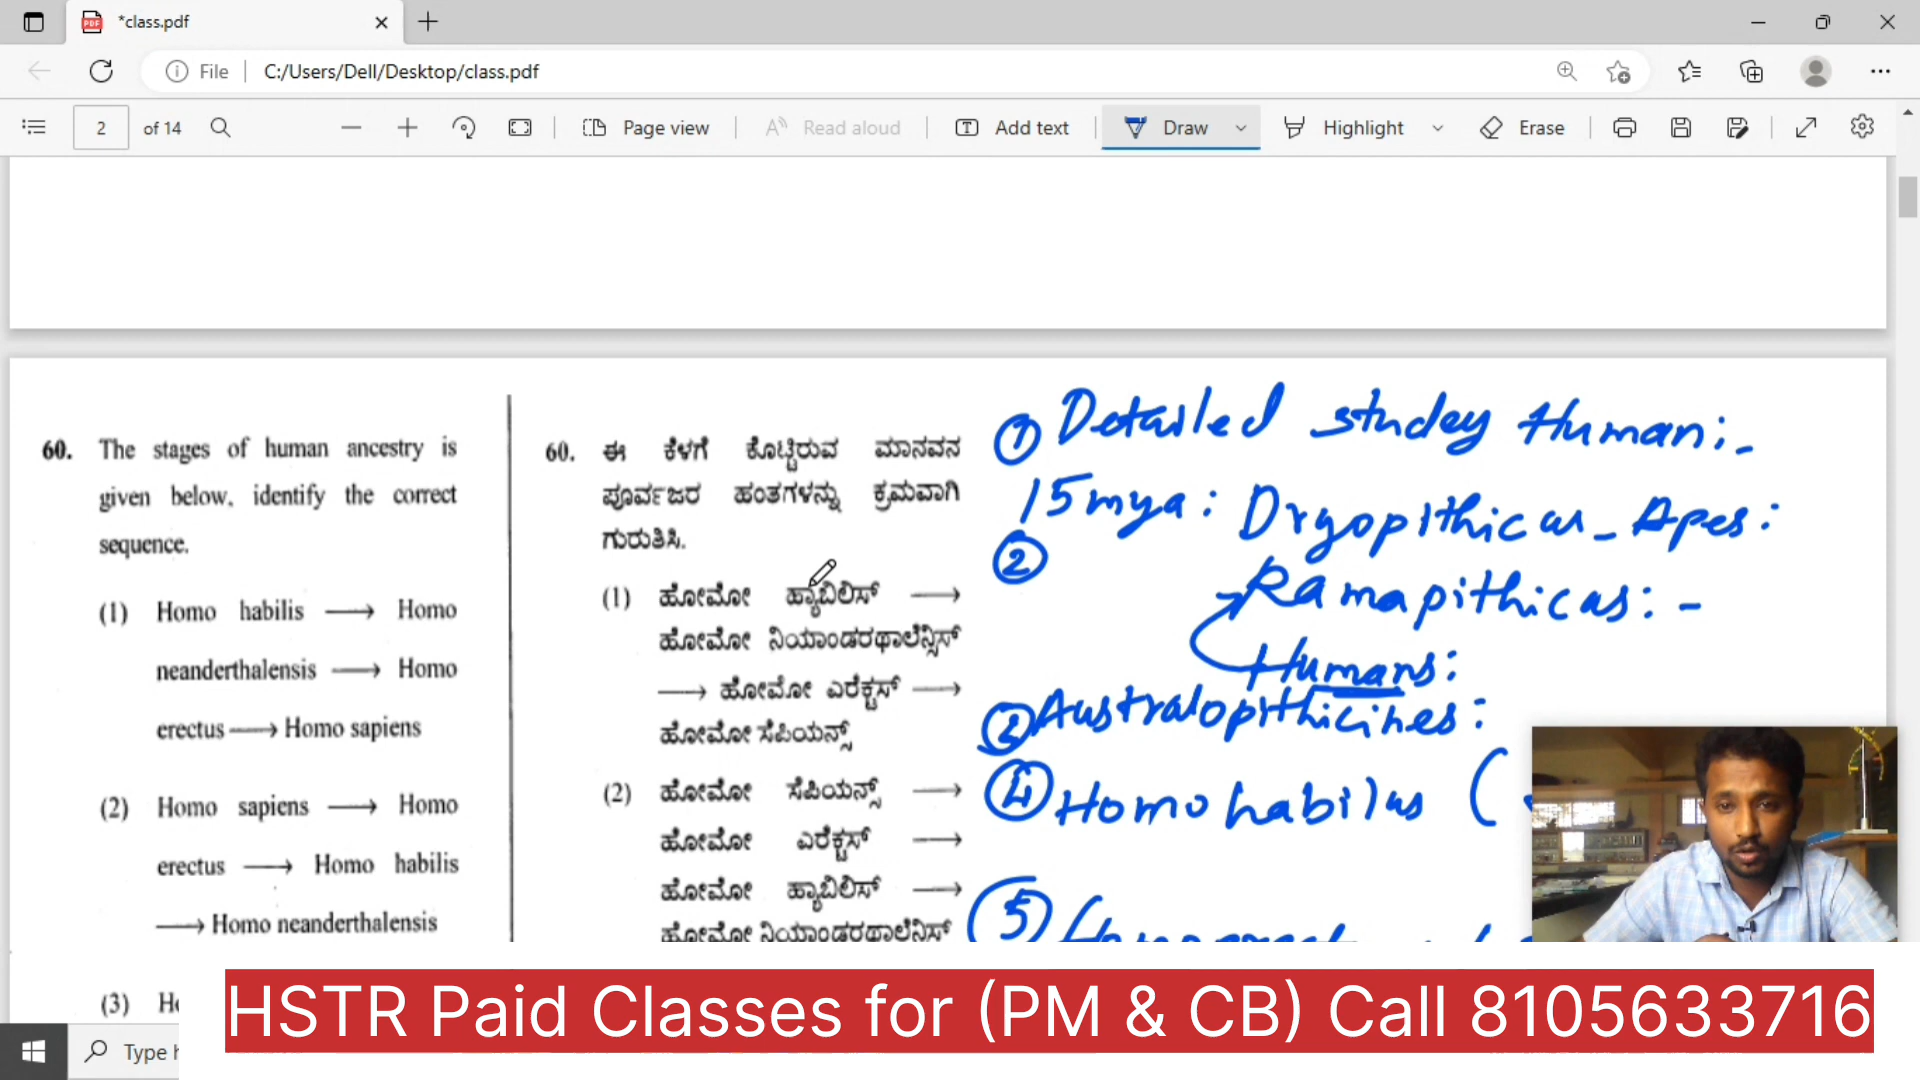 *class.pdf
File
C:/Users/Dell/Desktop/class.pdf
2 of 14
Page view
Read aloud
Add text
Draw
Highlight
Erase
60. The stages of human ancestry is
given below, identify the correct
sequence.
(1) Homo habilis → Homo
neanderthalensis → Homo
erectus → Homo sapiens
(2) Homo sapiens → Homo
erectus → Homo habilis
→ Homo neanderthalensis
(3)
60. ಈ ಕೆಳಗೆ ಕೊಟ್ಟಿರುವ ಮಾನವನ
ಪೂರ್ವಜರ ಹಂತಗಳನ್ನು ಕ್ರಮವಾಗಿ
ಗುರುತಿಸಿ.
(1) ಹೋಮೋ ಹ್ಯಾಬಿಲಿಸ್ →
ಹೋಮೋ ನಿಯಾಂಡರಥಾಲೆನ್ಸಿಸ್
→ ಹೋಮೋ ಎರೆಕ್ಟಸ್ →
ಹೋಮೋ ಸೆಪಿಯನ್ಸ್
(2) ಹೋಮೋ ಸೆಪಿಯನ್ಸ್ →
ಹೋಮೋ ಎರೆಕ್ಟಸ್ →
ಹೋಮೋ ಹ್ಯಾಬಿಲಿಸ್ →
ಹೋಮೋ ನಿಯಾಂಡರಥಾಲೆನ್ಸಿಸ್
① Detailed studey Human:-
15mya: Dryopithicus - Apes:
② Ramapithicas: -
Humans:
③ Australopithicines:
④ Homohabilus (
⑤
HSTR Paid Classes for (PM & CB) Call 8105633716
Type